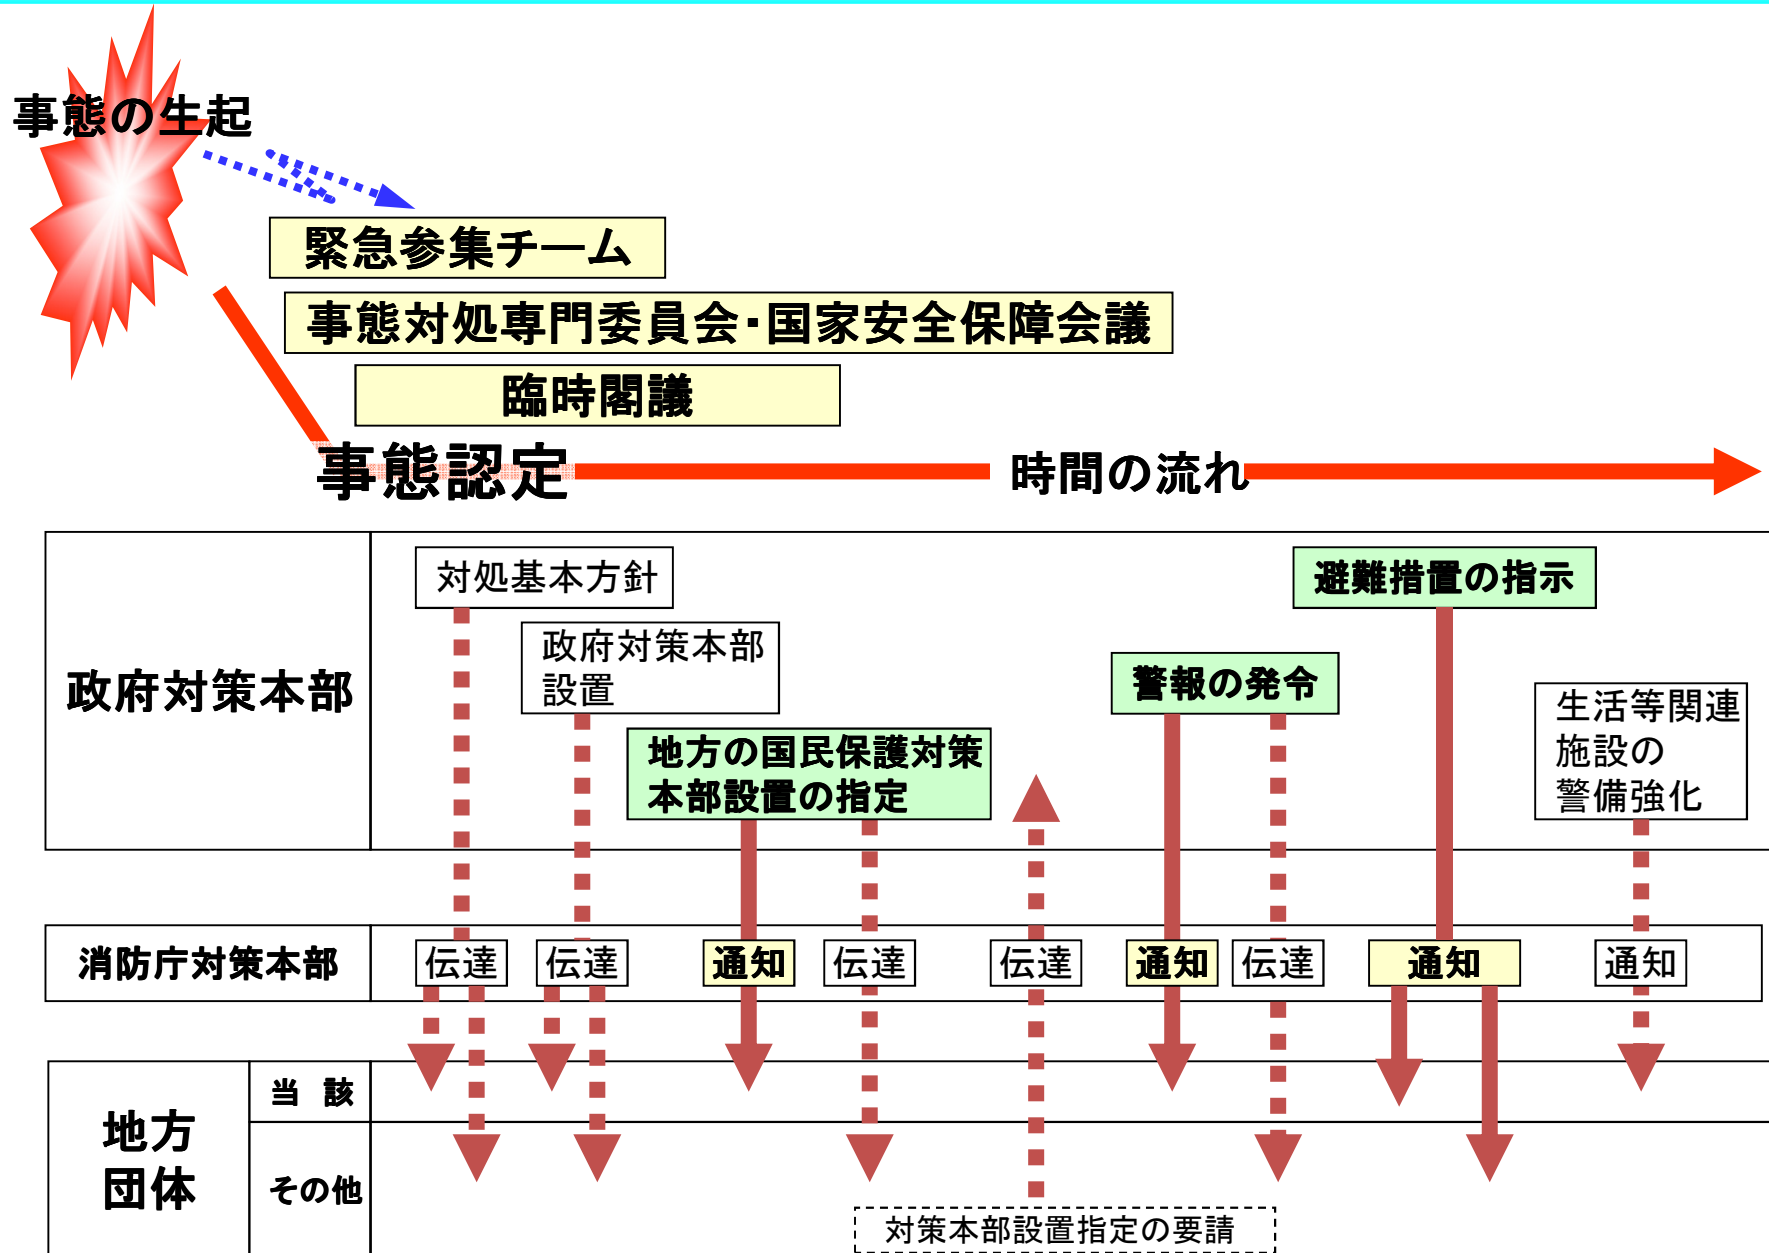 事態の生起
緊急参集チーム
事態対処専門委員会・国家安全保障会議
臨時閣議
事態認定
時間の流れ
政府対策本部
対処基本方針
政府対策本部
設置
地方の国民保護対策
本部設置の指定
警報の発令
避難措置の指示
生活等関連
施設の
警備強化
消防庁対策本部
伝達
伝達
通知
伝達
伝達
通知
伝達
通知
通知
地方
団体
当 該
その他
対策本部設置指定の要請